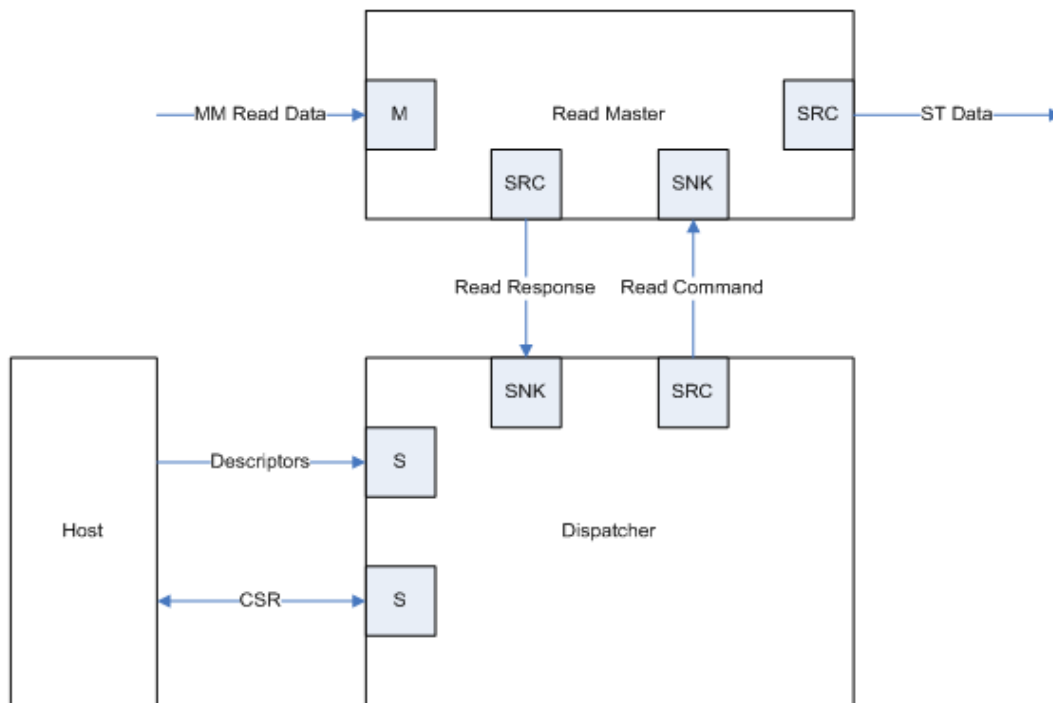 MM Read Data
M
Read Master
SRC
ST Data
SRC
SNK
Read Response
Read Command
SNK
SRC
Descriptors
S
Host
Dispatcher
CSR
S